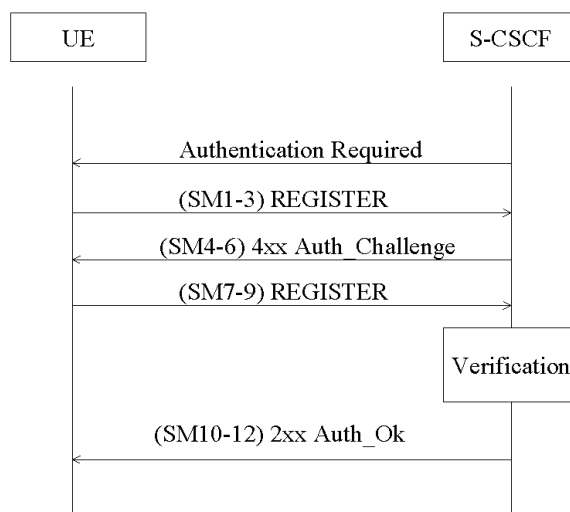 UE
S-CSCF
Authentication Required
(SM1-3) REGISTER
(SM4-6) 4xx Auth_Challenge
(SM7-9) REGISTER
Verification
(SM10-12) 2xx Auth_Ok